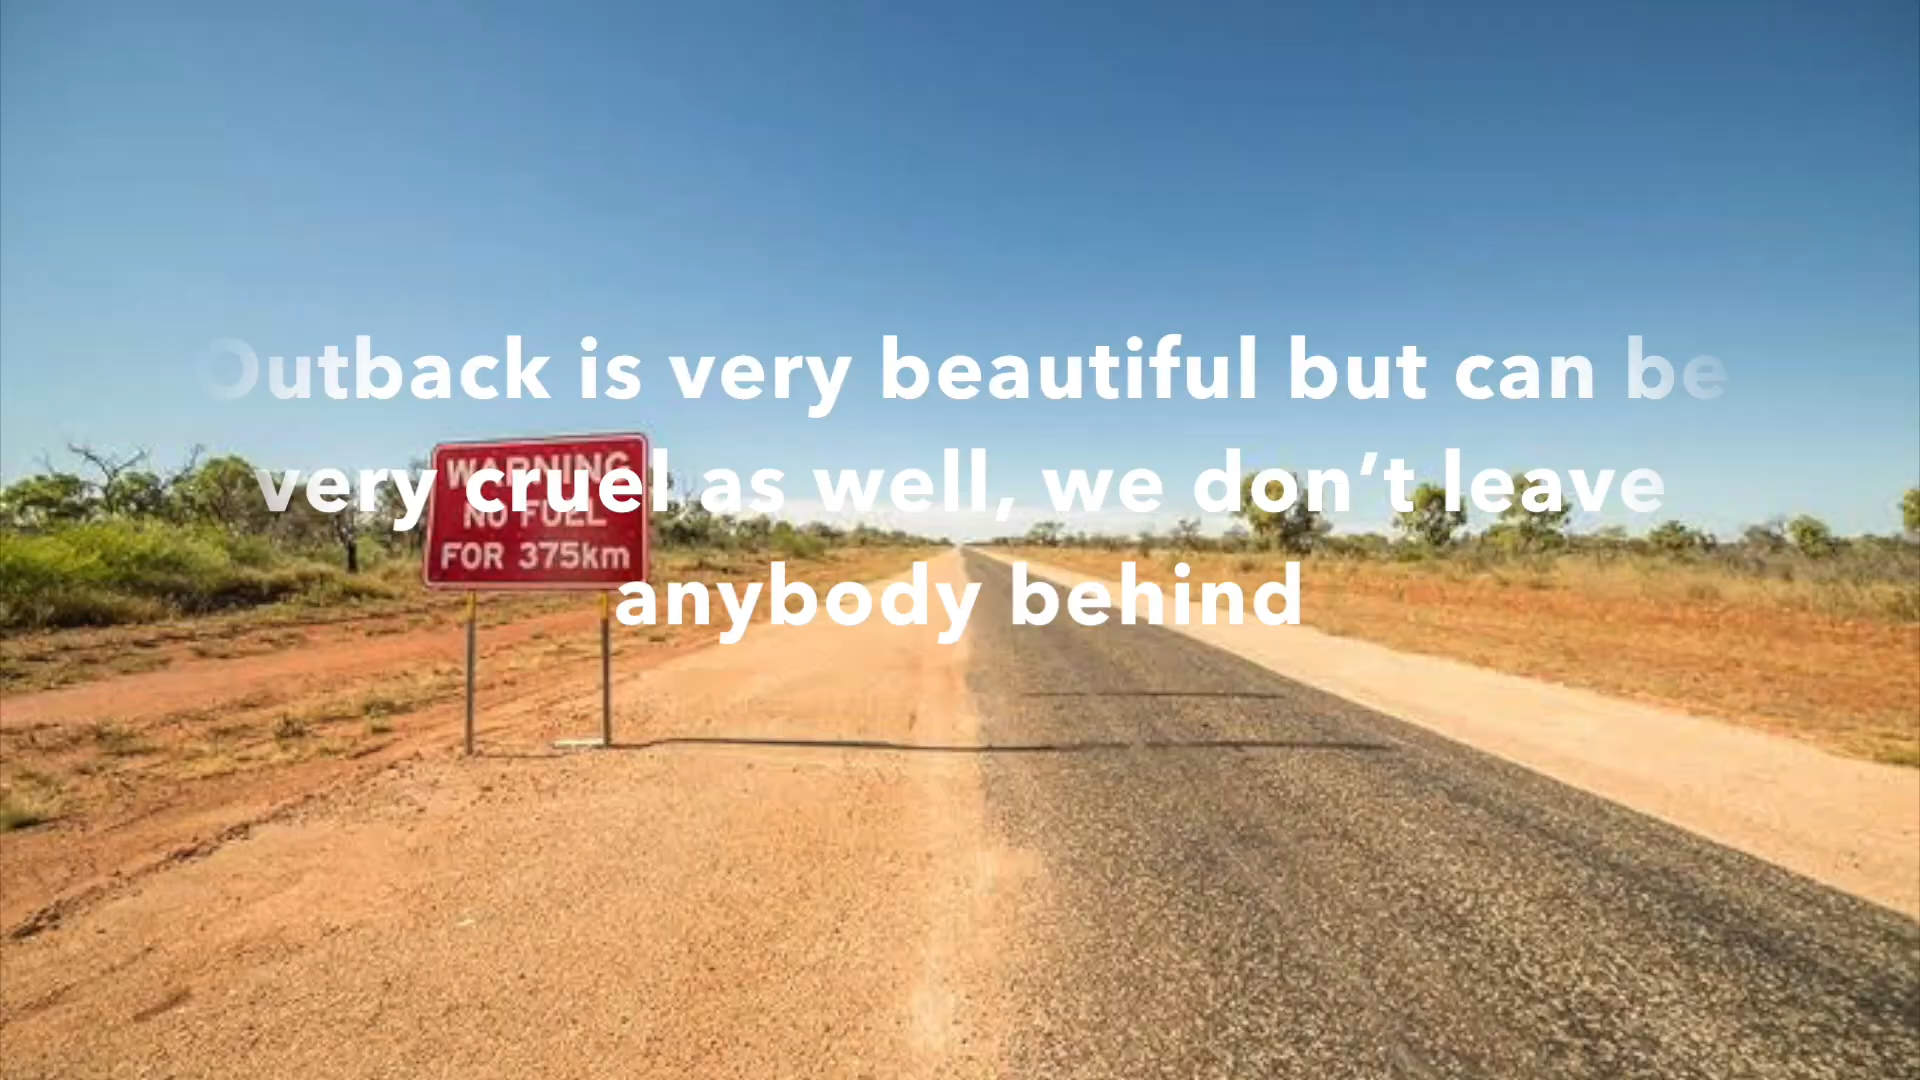 Outback is very beautiful but can be
very cruel as well, we don’t leave
anybody behind
WARNING
NO FUEL
FOR 375km